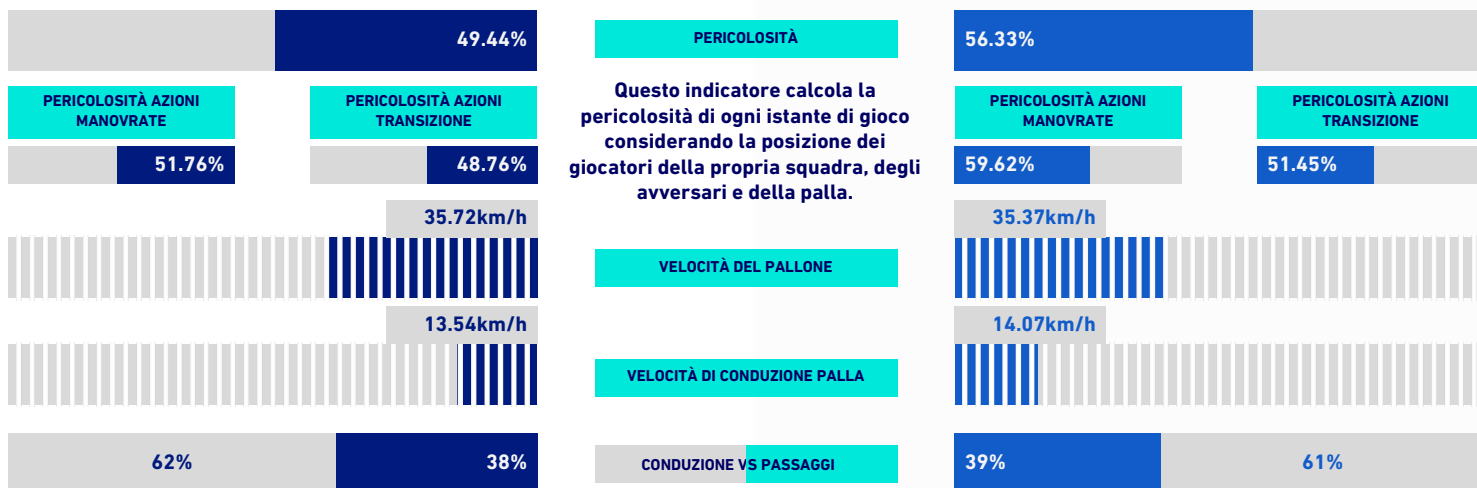 49.44%
PERICOLOSITÀ
56.33%
PERICOLOSITÀ AZIONI
MANOVRATE
PERICOLOSITÀ AZIONI
TRANSIZIONE
Questo indicatore calcola la
pericolosità di ogni istante di gioco
considerando la posizione dei
giocatori della propria squadra, degli
avversari e della palla.
PERICOLOSITÀ AZIONI
MANOVRATE
PERICOLOSITÀ AZIONI
TRANSIZIONE
51.76%
48.76%
59.62%
51.45%
35.72km/h
VELOCITÀ DEL PALLONE
35.37km/h
13.54km/h
VELOCITÀ DI CONDUZIONE PALLA
14.07km/h
62%
38%
CONDUZIONE VS PASSAGGI
39%
61%